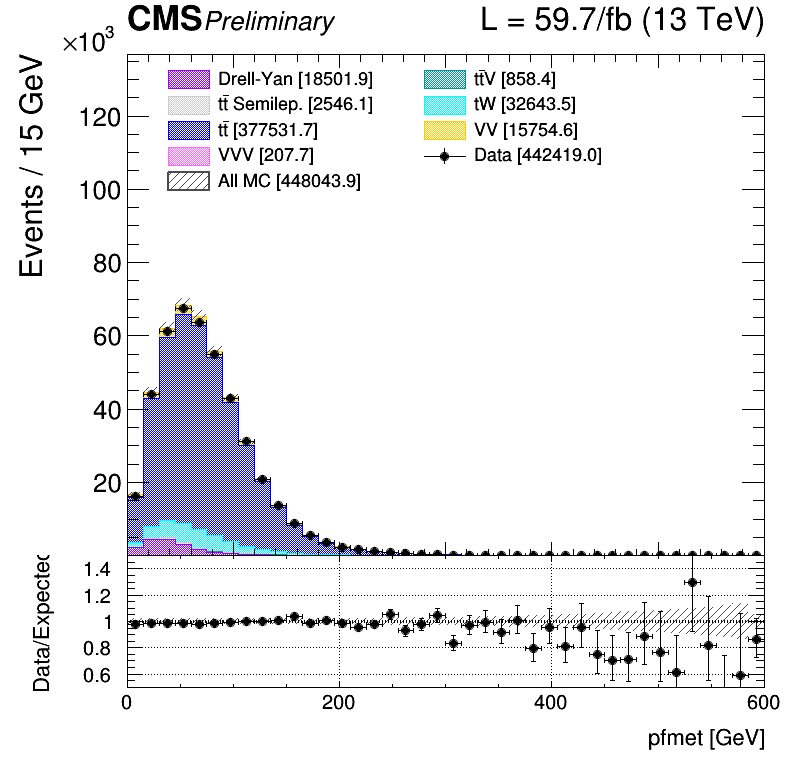 CMS Preliminary L = 59.7/fb (13 TeV)
×10³
Events / 15 GeV
Drell-Yan [18501.9]
tt̄ Semilep. [2546.1]
tt̄ [377531.7]
VVV [207.7]
All MC [448043.9]
tt̄V [858.4]
tW [32643.5]
VV [15754.6]
Data [442419.0]
120
100
80
60
40
20
Data/Expected
1.4
1.2
1
0.8
0.6
0 200 400 600
pfmet [GeV]